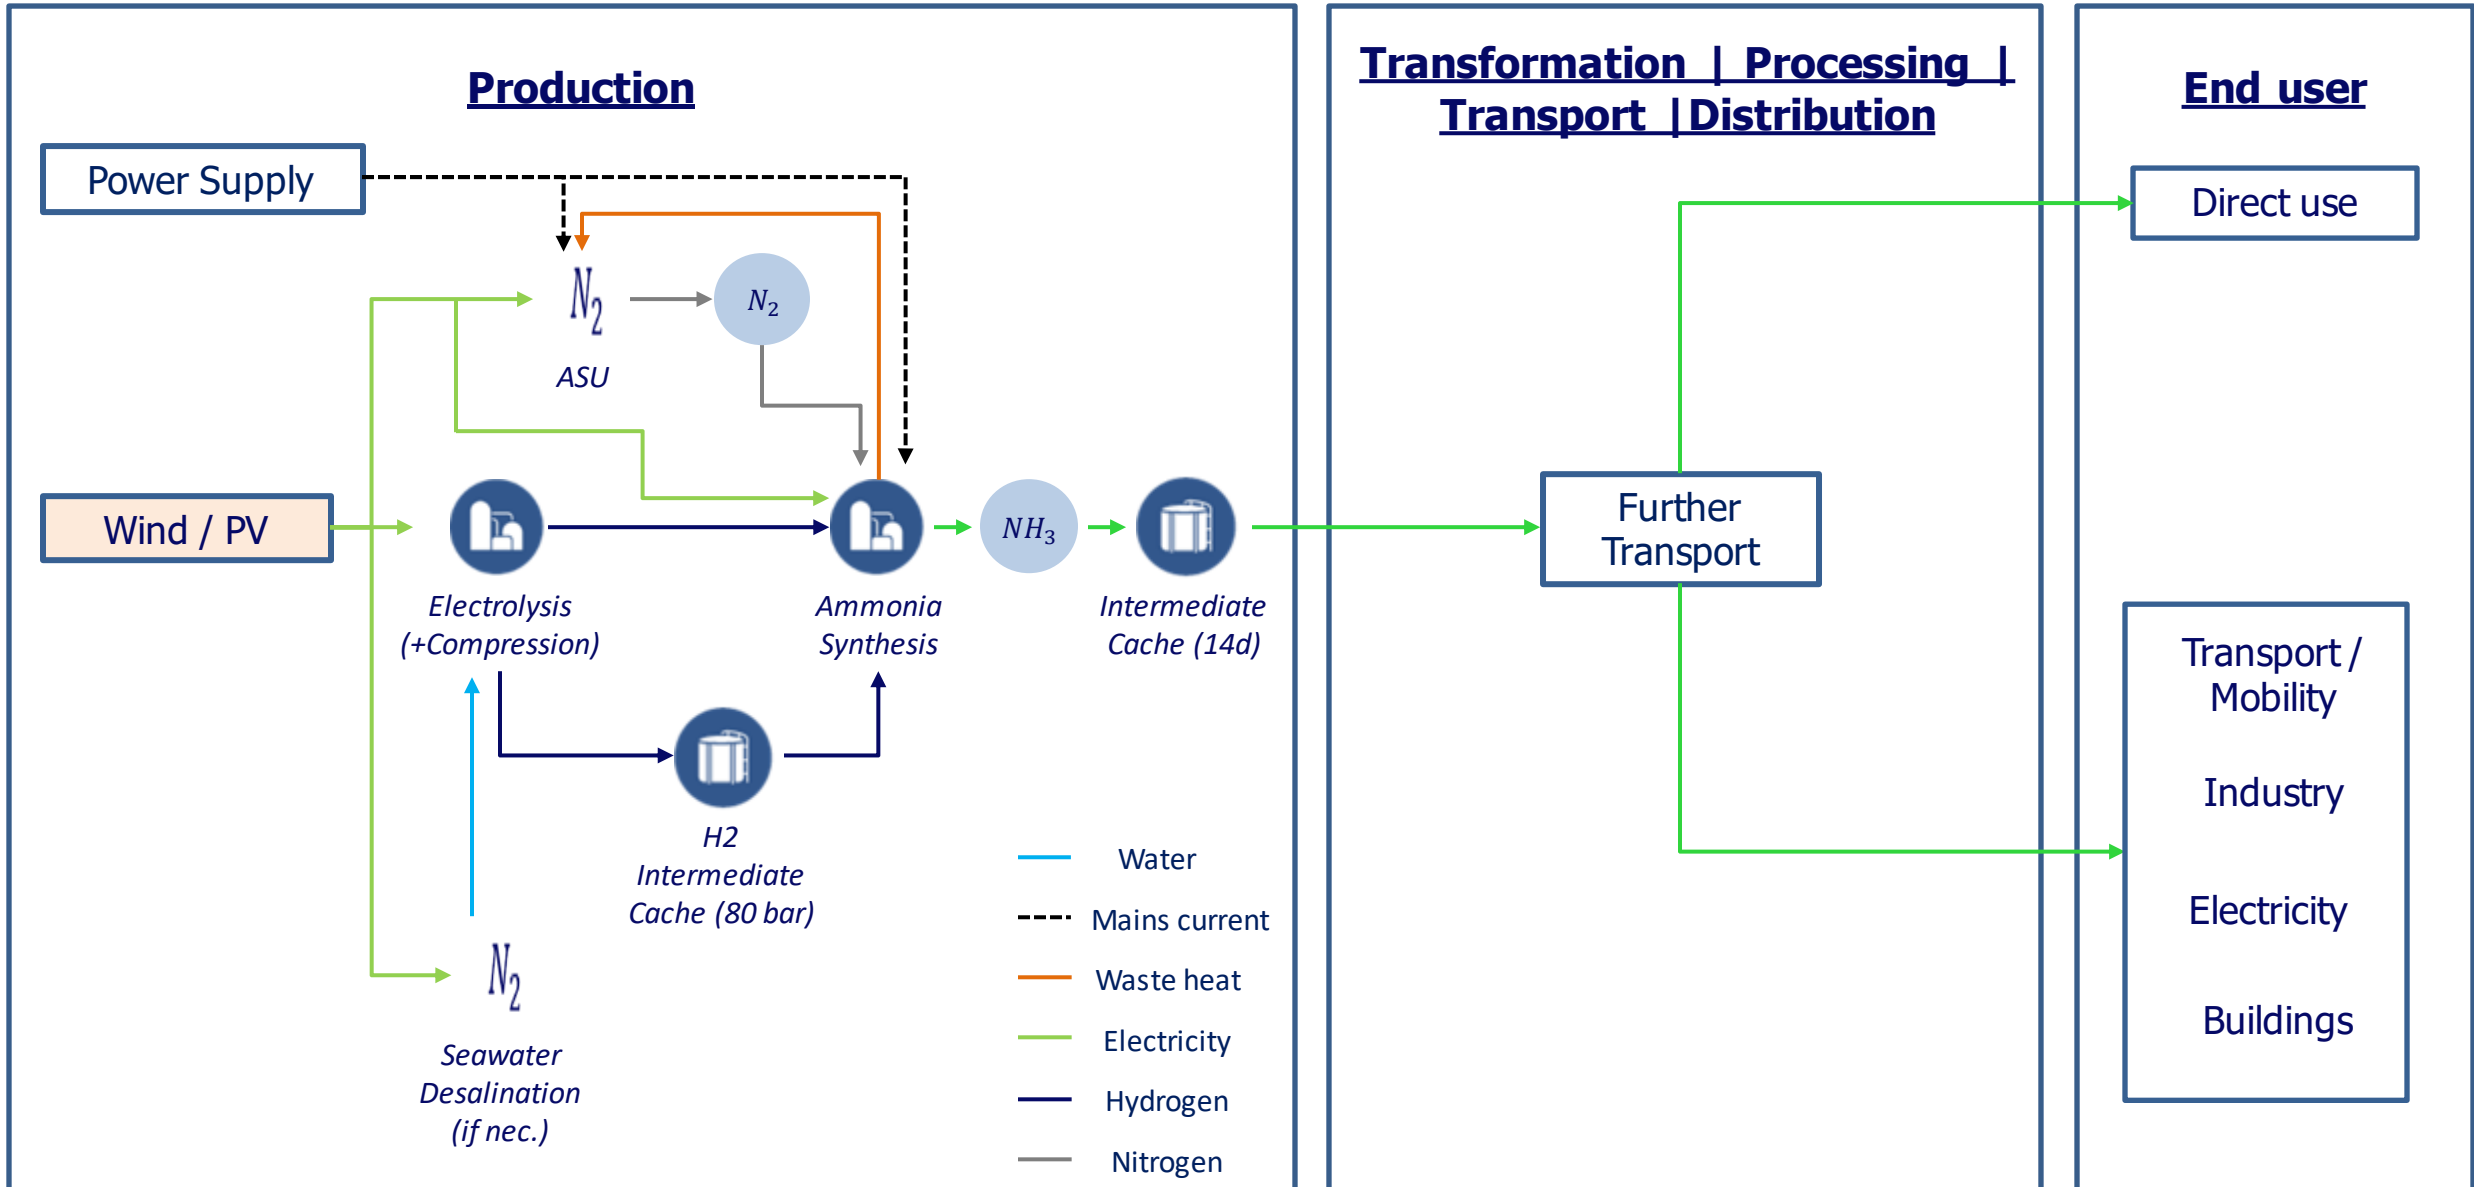 Production
Power Supply
N2
N2
ASU
Wind / PV
Electrolysis
(+Compression)
Ammonia
Synthesis
NH3
Intermediate
Cache (14d)
H2
Intermediate
Cache (80 bar)
N2
Seawater
Desalination
(if nec.)
Water
Mains current
Waste heat
Electricity
Hydrogen
Nitrogen
Transformation | Processing |
Transport | Distribution
Further
Transport
End user
Direct use
Transport /
Mobility
Industry
Electricity
Buildings